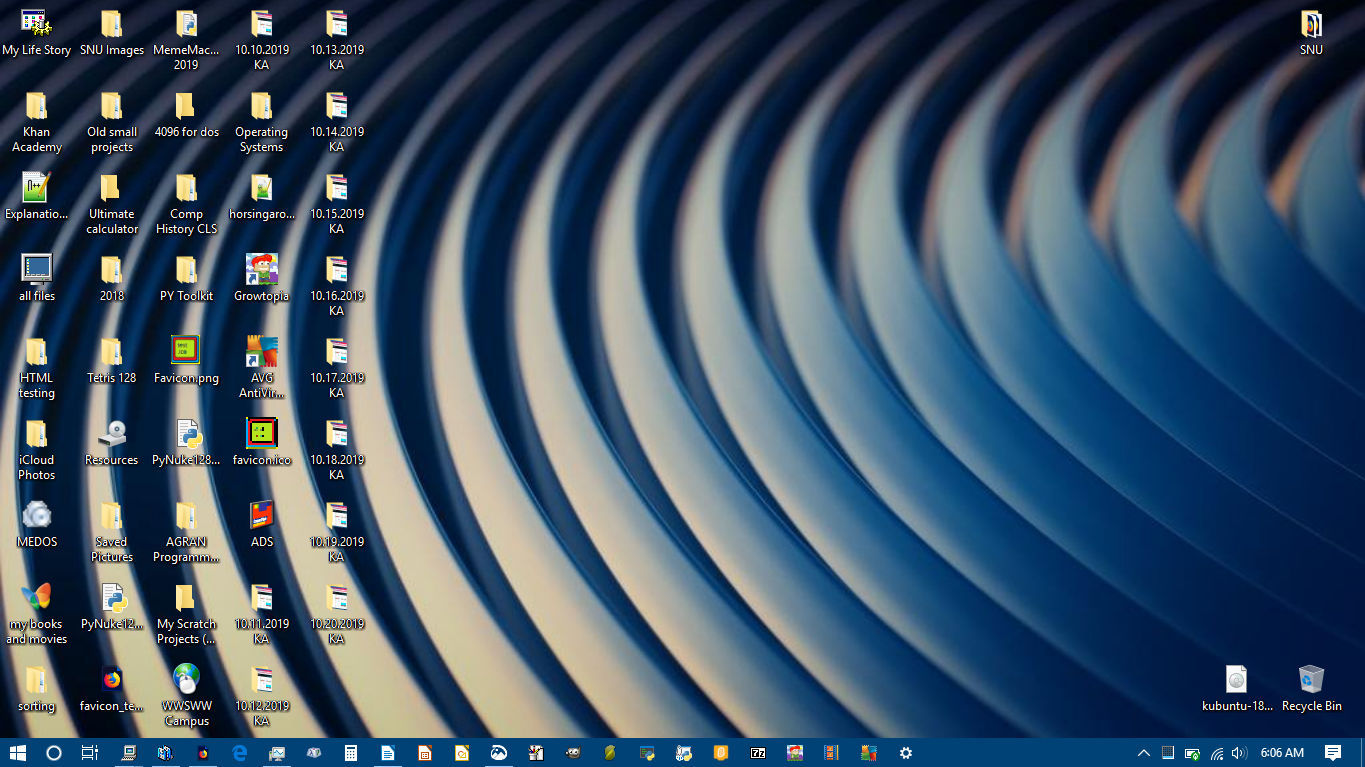 My Life Story
SNU Images
MemeMac...
2019
10.10.2019
KA
10.13.2019
KA
SNU
Khan
Academy
Old small
projects
4096 for dos
Operating
Systems
10.14.2019
KA
Explanatio...
Ultimate
calculator
Comp
History CLS
horsingaro...
10.15.2019
KA
all files
2018
PY Toolkit
Growtopia
10.16.2019
KA
HTML
testing
Tetris 128
Favicon.png
AVG
AntiVir...
10.17.2019
KA
iCloud
Photos
Resources
PyNuke128...
favicon.ico
10.18.2019
KA
MEDOS
Saved
Pictures
AGRAN
Programm...
ADS
10.19.2019
KA
my books
and movies
PyNuke12...
My Scratch
Projects (...
10.11.2019
KA
10.20.2019
KA
sorting
favicon_te...
WWSWW
Campus
10.12.2019
KA
kubuntu-18...
Recycle Bin
7z
6:06 AM